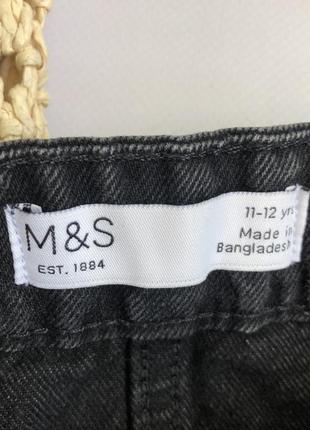 M&S
EST. 1884
11-12 yrs
Made in
Bangladesh